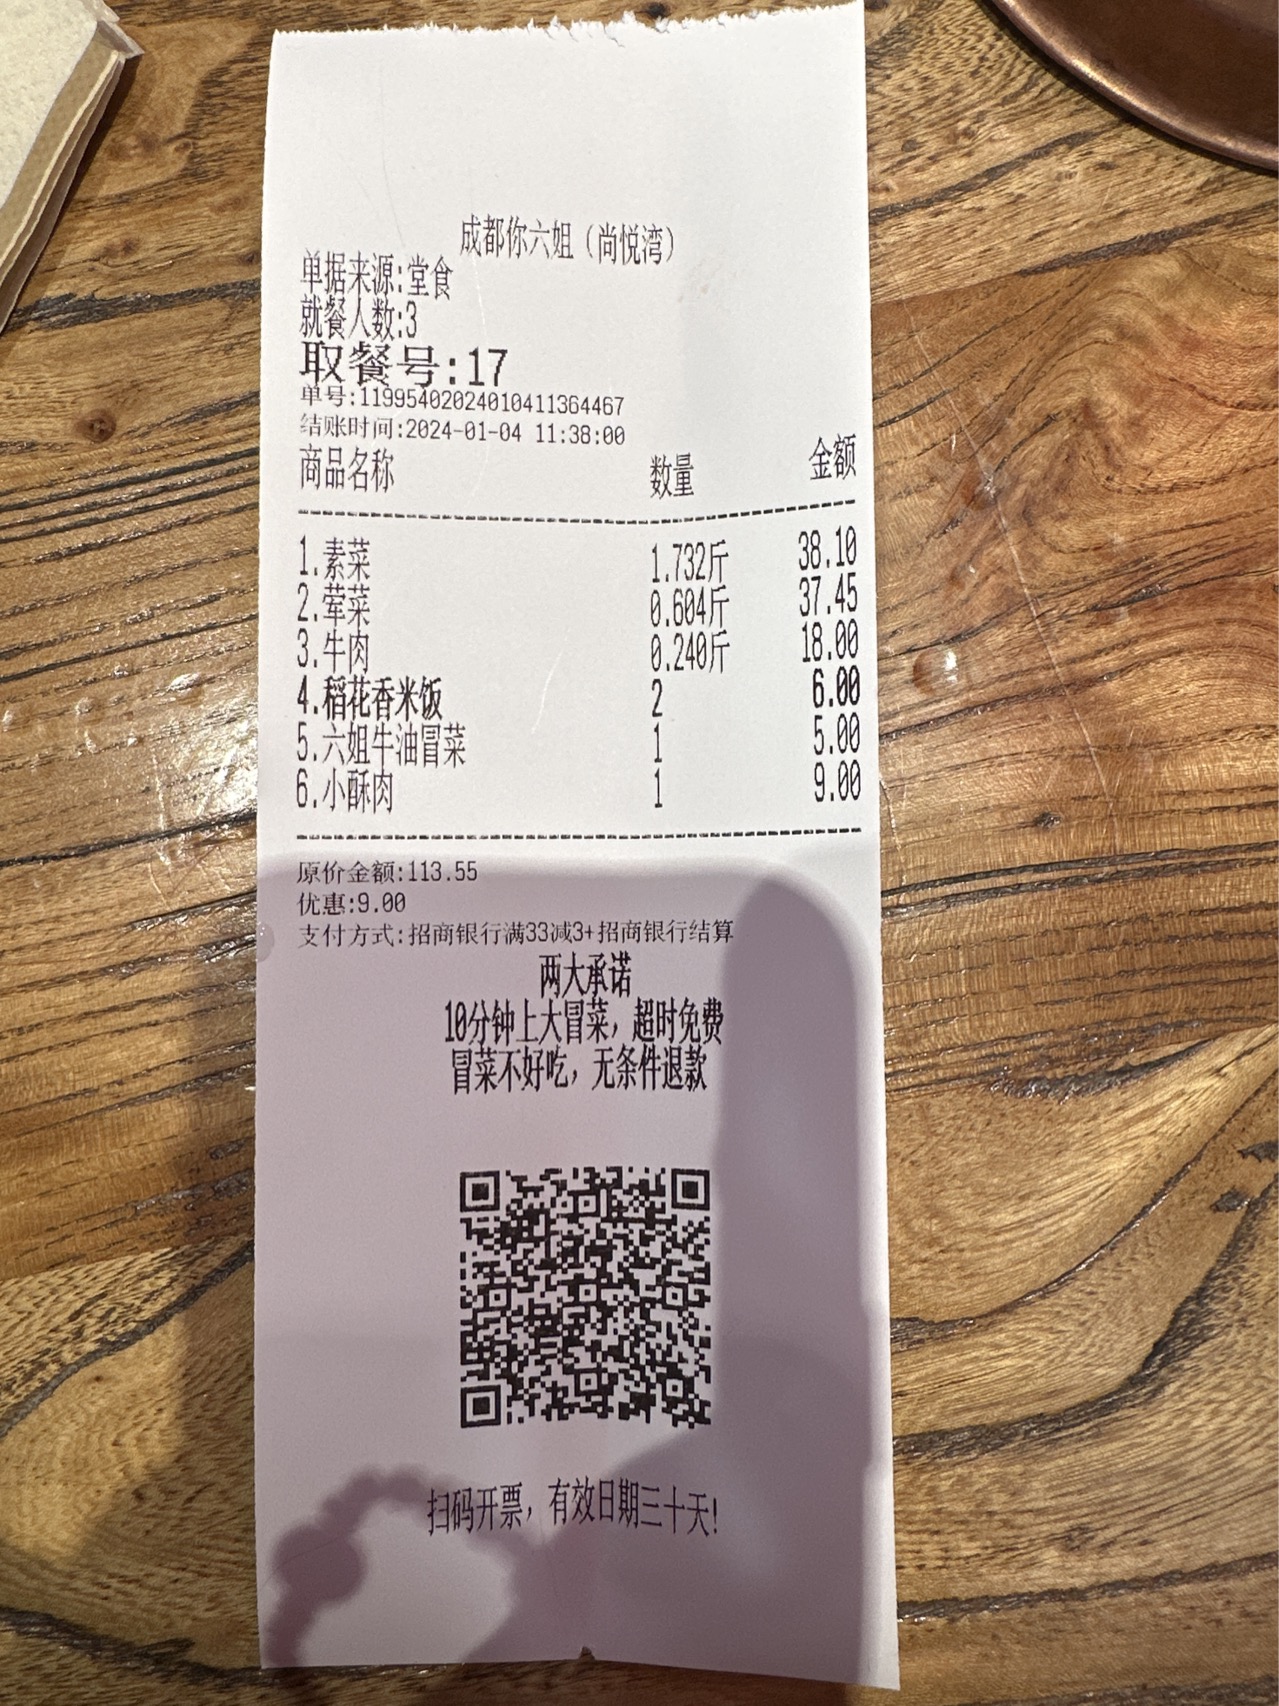 成都你六姐（尚悦湾）
单据来源:堂食
就餐人数:3
取餐号:17
单号:11995402024010411364467
结账时间:2024-01-04 11:38:00
商品名称 数量 金额
1.素菜 1.732斤 38.10
2.荤菜 0.604斤 37.45
3.牛肉 0.240斤 18.00
4.稻花香米饭 2 6.00
5.六姐牛油冒菜 1 5.00
6.小酥肉 1 9.00
原价金额:113.55
优惠:9.00
支付方式:招商银行满33减3+招商银行结算
两大承诺
10分钟上大冒菜，超时免费
冒菜不好吃，无条件退款
扫码开票，有效日期三十天!